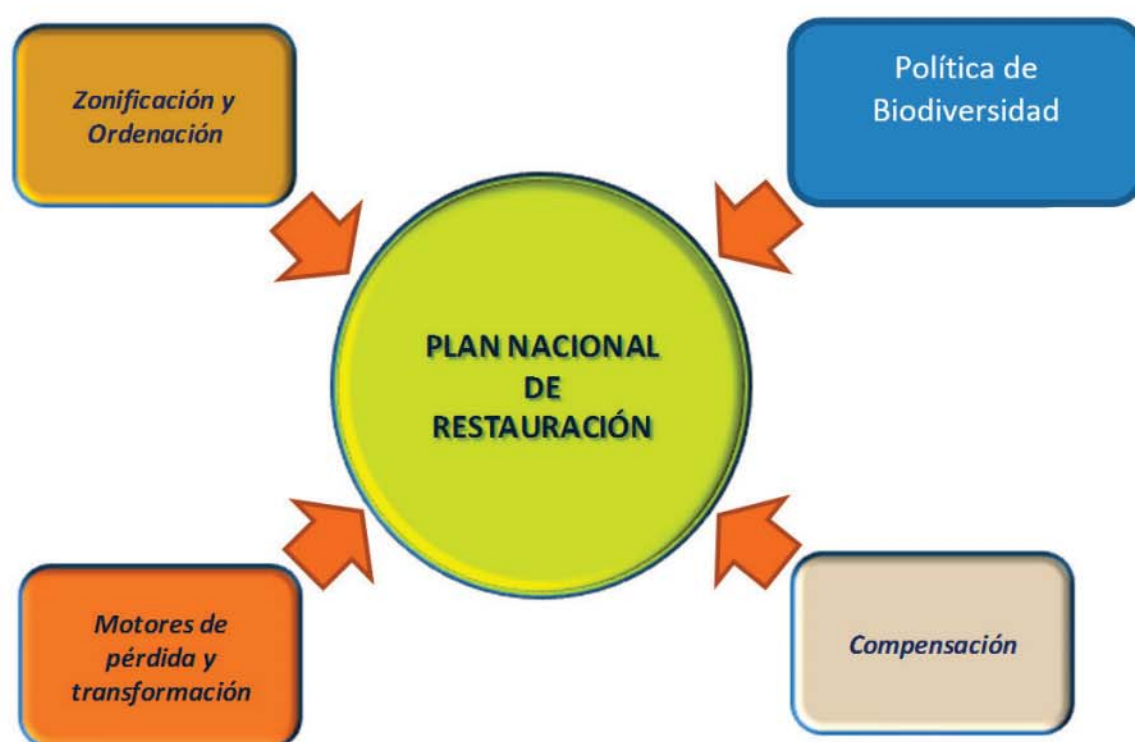 Zonificación y
Ordenación
Política de
Biodiversidad
PLAN NACIONAL
DE
RESTAURACIÓN
Motores de
pérdida y
transformación
Compensación